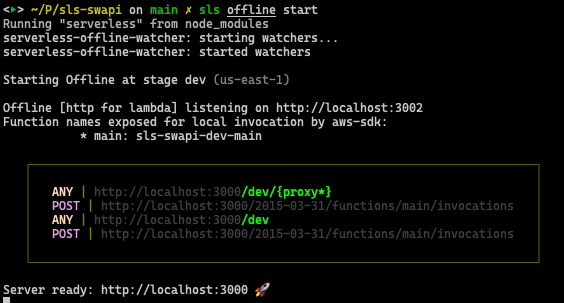 <▶> ~/P/sls-swapi on main ✗ sls offline start
Running "serverless" from node_modules
serverless-offline-watcher: starting watchers...
serverless-offline-watcher: started watchers
Starting Offline at stage dev (us-east-1)
Offline [http for lambda] listening on http://localhost:3002
Function names exposed for local invocation by aws-sdk:
* main: sls-swapi-dev-main
ANY | http://localhost:3000/dev/{proxy*}
POST | http://localhost:3000/2015-03-31/functions/main/invocations
ANY | http://localhost:3000/dev
POST | http://localhost:3000/2015-03-31/functions/main/invocations
Server ready: http://localhost:3000 🚀